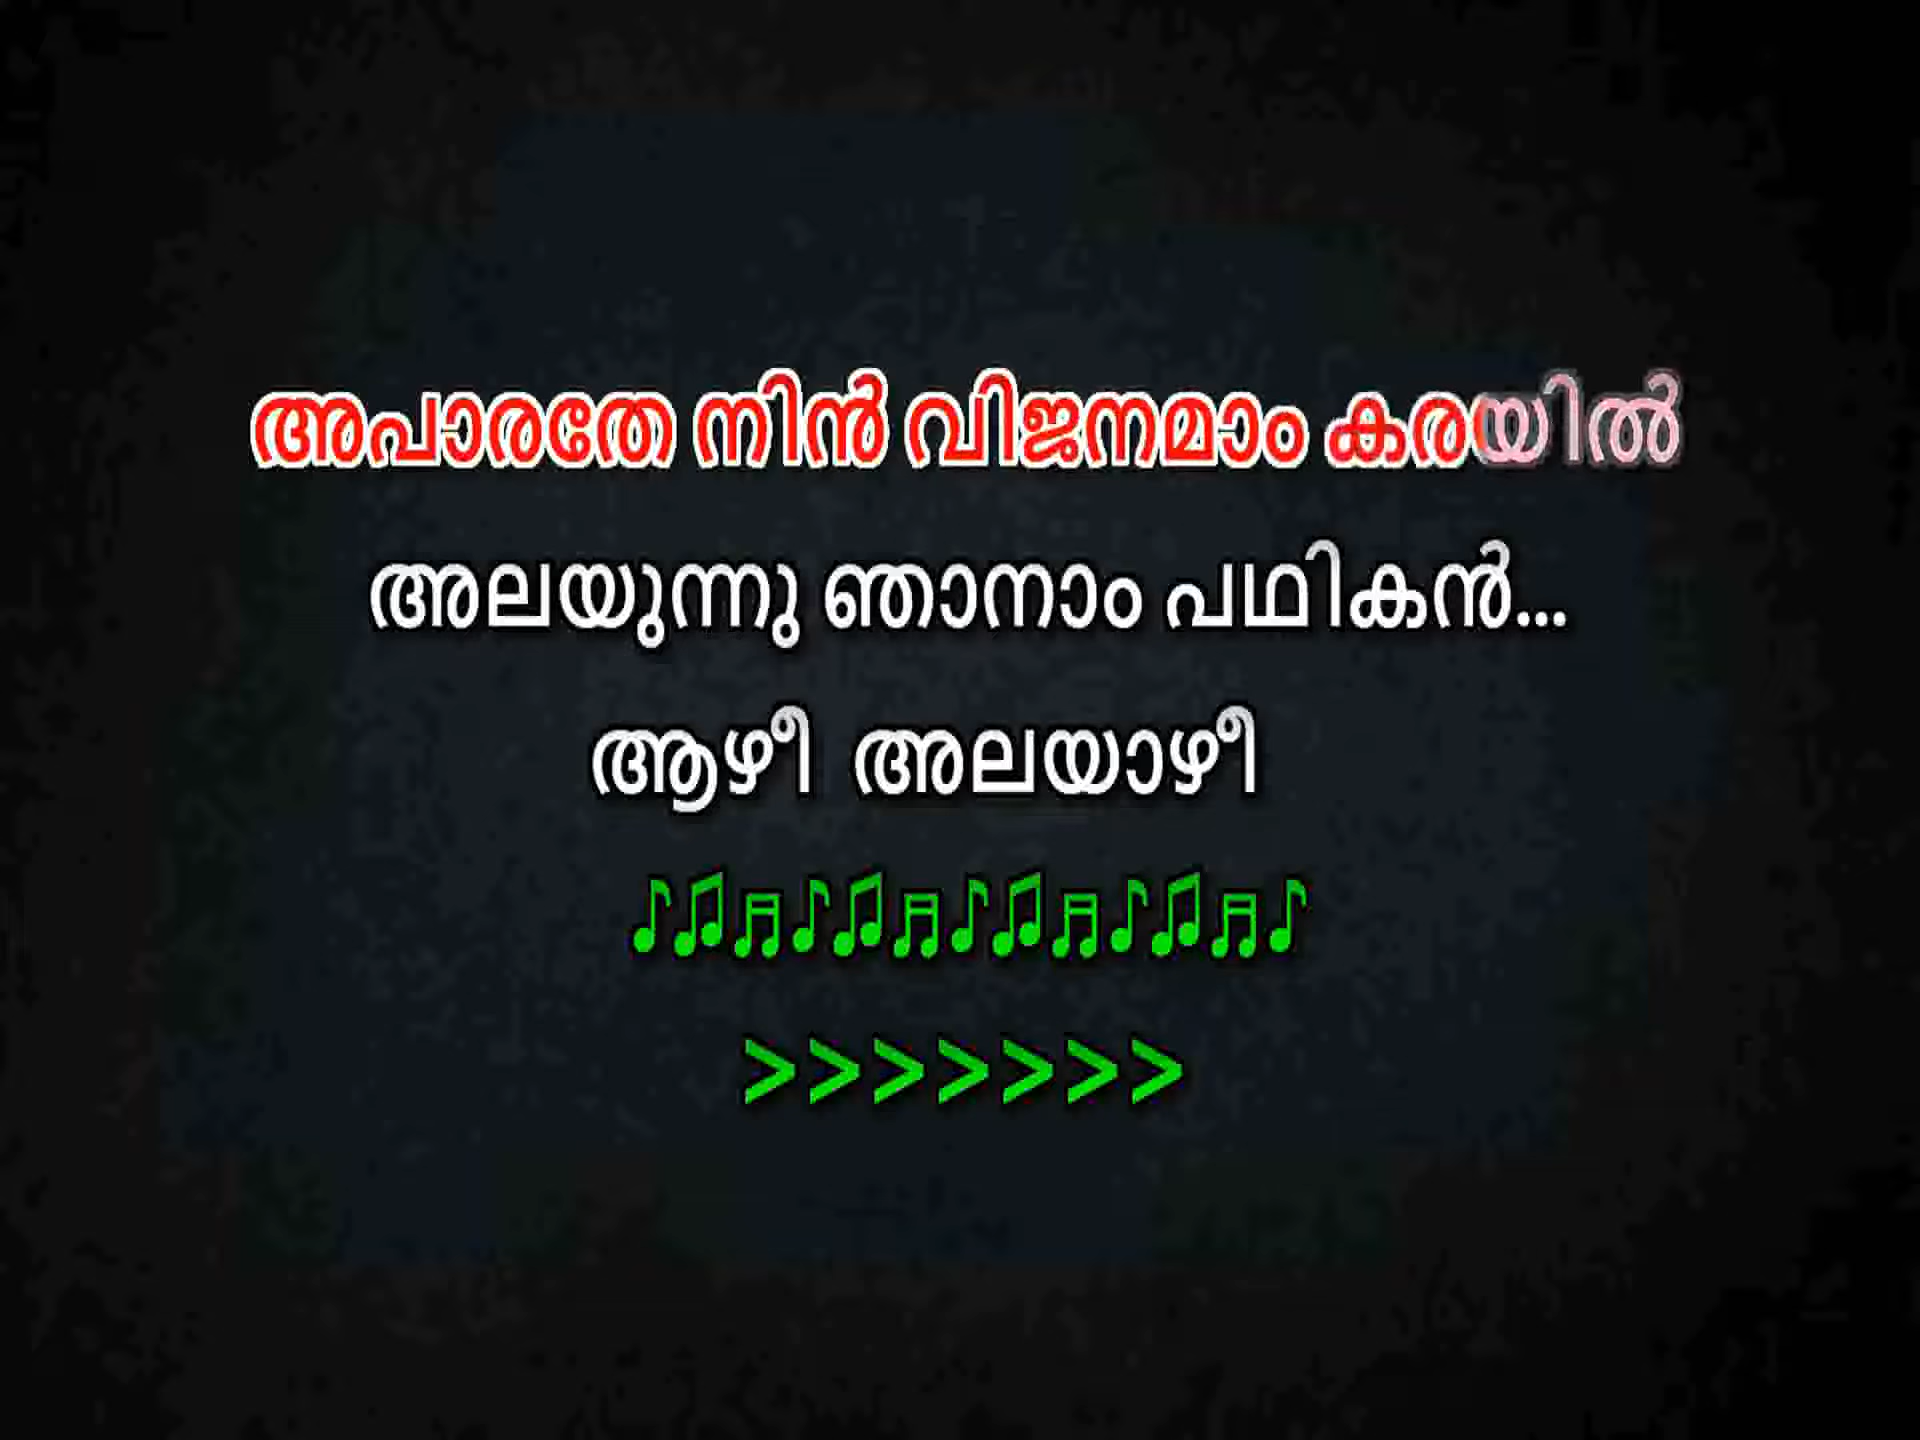 അപാരതേ നിൻ വിജനമാം കരയിൽ
അലയുന്നു ഞാനാം പഥികൻ...
ആഴീ അലയാഴീ
♪♫♬♪♫♬♪♫♬♪♫♬♪
>>>>>>>